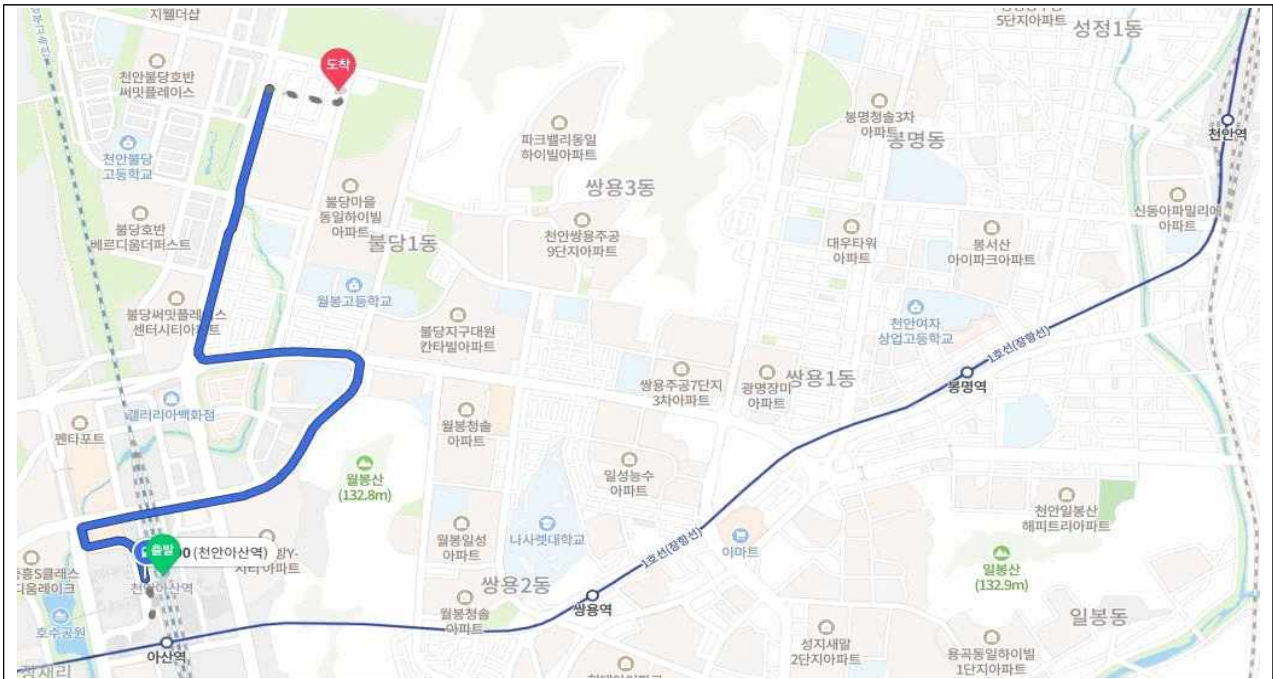 지웰더샵
5단지아파트
성정1동
도착
천안불당호반
써밋플레이스
봉명청솔3차
아파트
봉명동
천안역
파크밸리동일
하이빌아파트
천안불당
고등학교
쌍용3동
불당마을
동일하이빌
아파트
신동아파밀리에
아파트
불당호반
베르디움더퍼스트
불당1동
천안쌍용주공
9단지아파트
대우타워
아파트
봉서산
아이파크아파트
월봉고등학교
불당써밋플레이스
센터시티아파트
불당지구대원
칸타빌아파트
천안여자
상업고등학교
1호선(장항선)
쌍용주공7단지
3차아파트
광명장미
아파트
쌍용1동
봉명역
갤러리아백화점
펜타포트
월봉청솔
아파트
월봉산
(132.8m)
일성능수
아파트
천안일봉산
해피트리아파트
월봉일성
아파트
나사렛대학교
이마트
출발
(천안아산역)
천안아산역
1호선(장항선)
일봉산
(132.9m)
쌍용2동
쌍용역
월봉청솔
아파트
일봉동
호수공원
아산역
성지새말
2단지아파트
용곡동일하이빌
1단지아파트
장재리